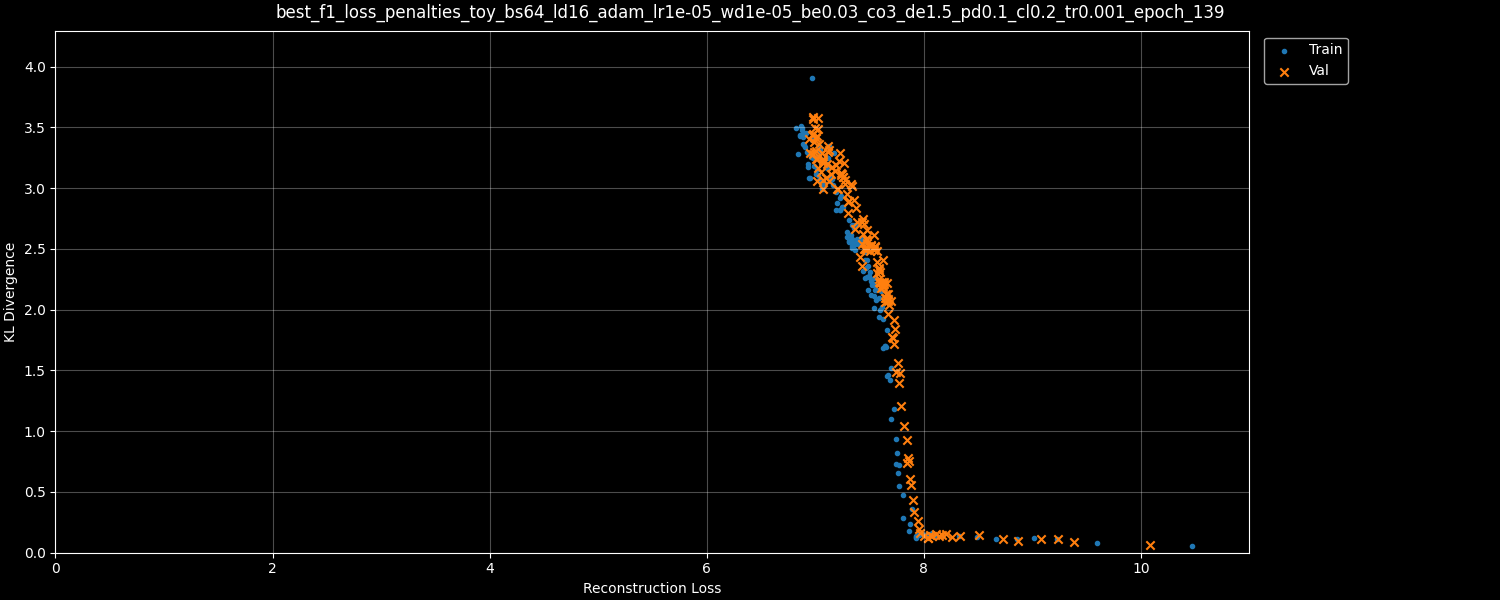 best_f1_loss_penalties_toy_bs64_ld16_adam_lr1e-05_wd1e-05_be0.03_co3_de1.5_pd0.1_cl0.2_tr0.001_epoch_139
Train
Val
4.0
3.5
3.0
2.5
2.0
1.5
1.0
0.5
0.0
KL Divergence
0 2 4 6 8 10
Reconstruction Loss